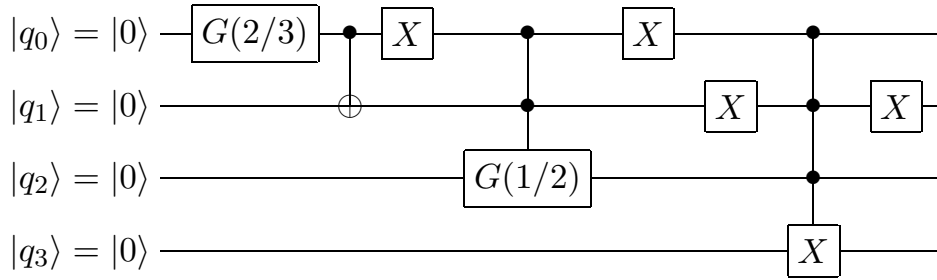 |q₀⟩ = |0⟩ G(2/3) X X
|q₁⟩ = |0⟩ X X
|q₂⟩ = |0⟩ G(1/2)
|q₃⟩ = |0⟩ X